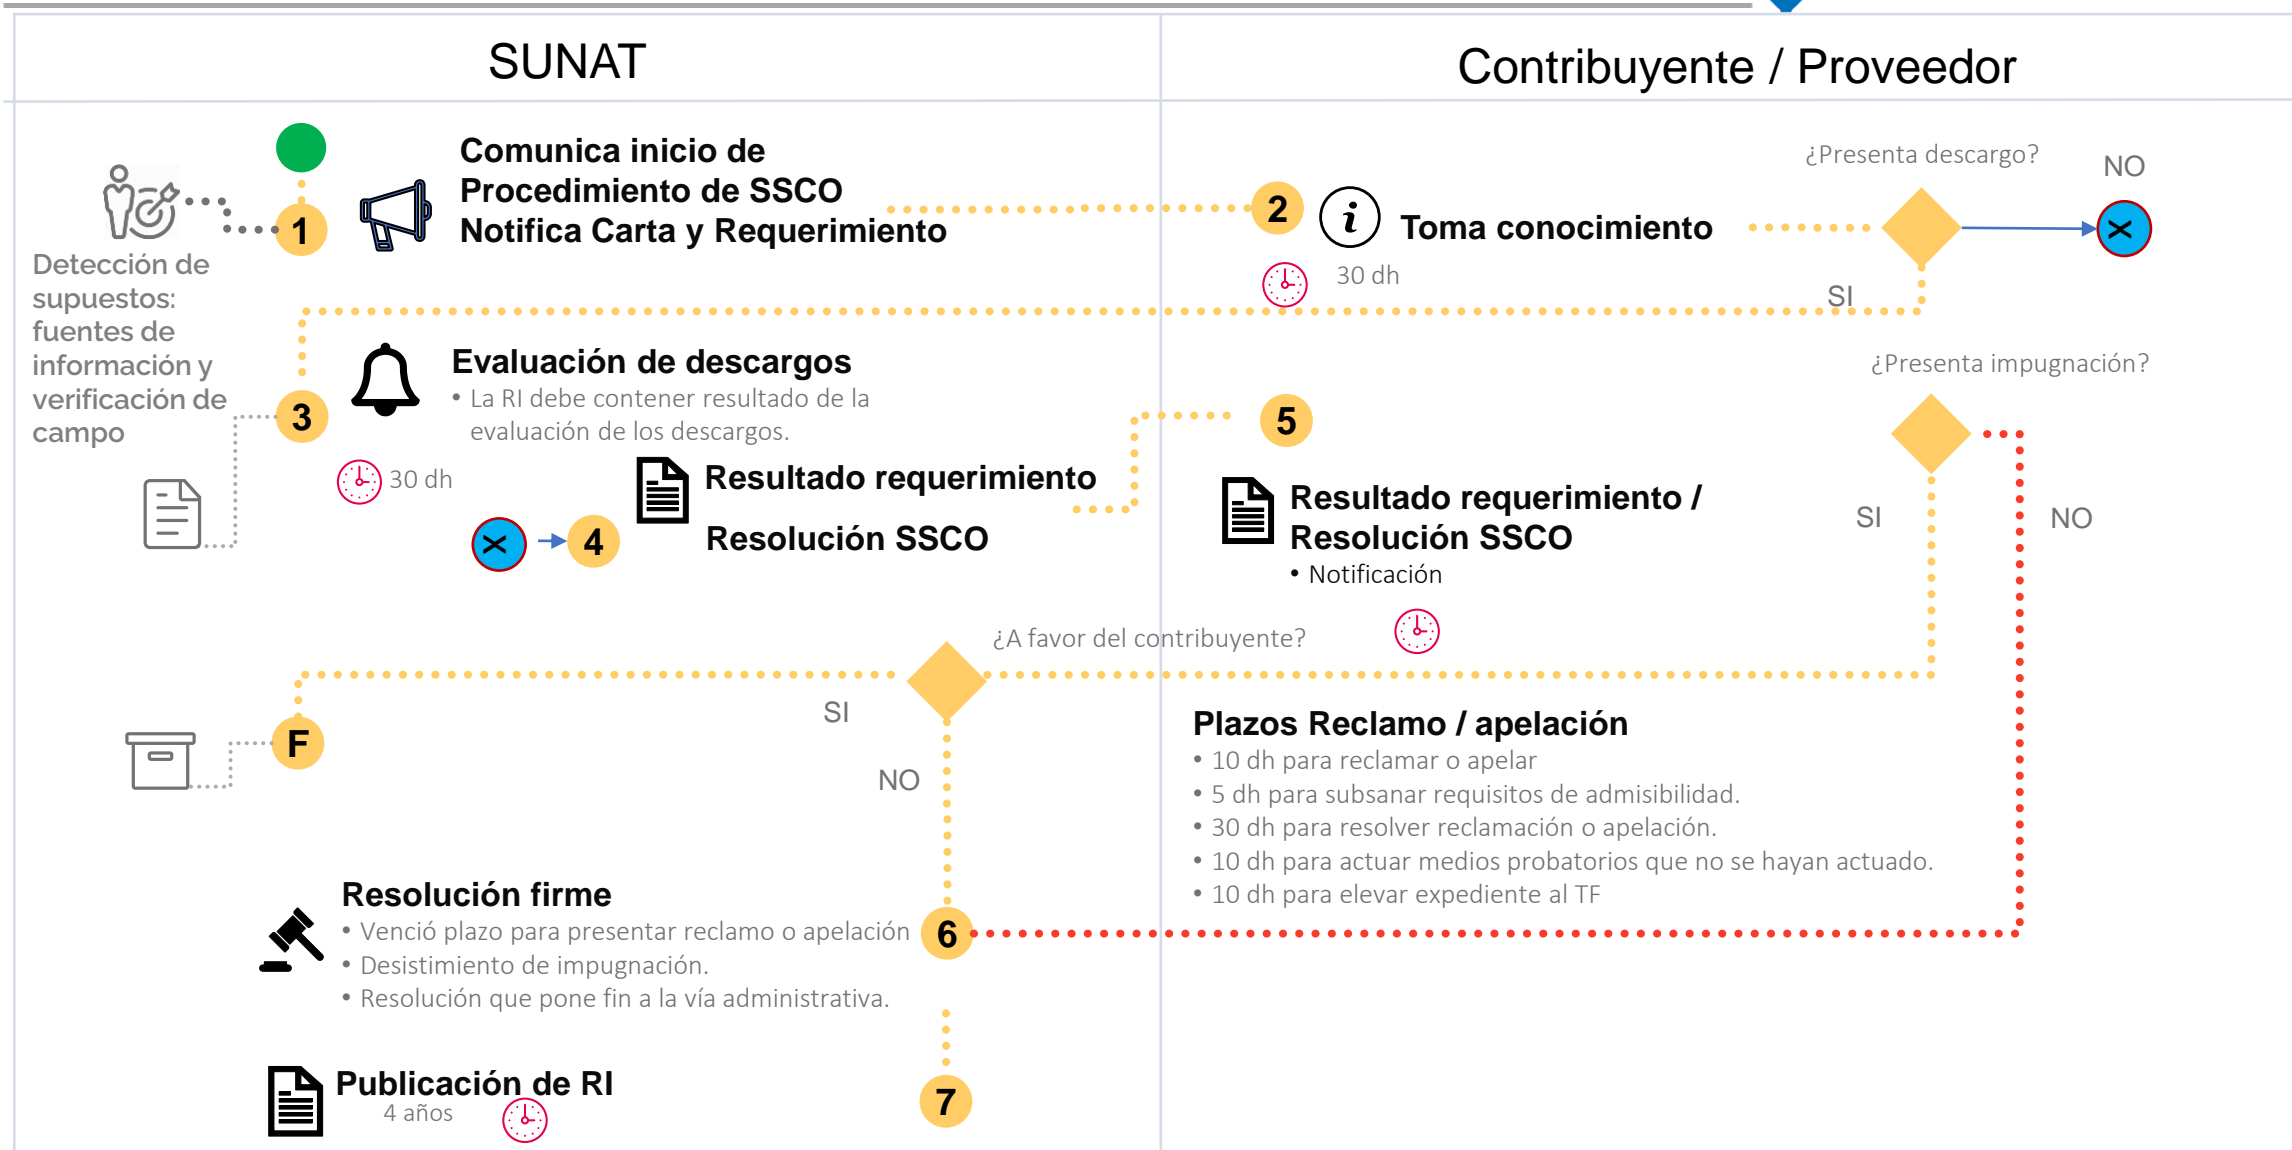 SUNAT
Contribuyente / Proveedor
Comunica inicio de
Procedimiento de SSCO
Notifica Carta y Requerimiento
1
Detección de
supuestos:
fuentes de
información y
verificación de
campo
2
i
Toma conocimiento
30 dh
¿Presenta descargo?
NO
X
SI
3
Evaluación de descargos
• La RI debe contener resultado de la
evaluación de los descargos.
30 dh
X
4
Resultado requerimiento
Resolución SSCO
5
Resultado requerimiento /
Resolución SSCO
• Notificación
¿Presenta impugnación?
SI
NO
¿A favor del contribuyente?
SI
NO
F
Plazos Reclamo / apelación
• 10 dh para reclamar o apelar
• 5 dh para subsanar requisitos de admisibilidad.
• 30 dh para resolver reclamación o apelación.
• 10 dh para actuar medios probatorios que no se hayan actuado.
• 10 dh para elevar expediente al TF
Resolución firme
• Venció plazo para presentar reclamo o apelación
• Desistimiento de impugnación.
• Resolución que pone fin a la vía administrativa.
6
Publicación de RI
4 años
7